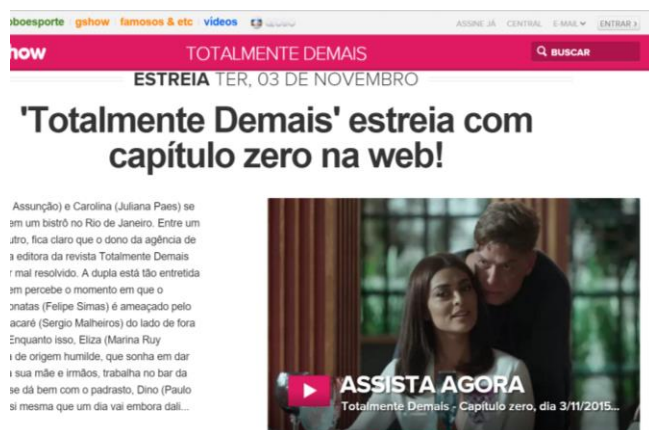 oboesporte gshow famosos & etc vídeos ASSINE JÁ CENTRAL E-MAIL ENTRAR ›
how TOTALMENTE DEMAIS BUSCAR
ESTREIA TER, 03 DE NOVEMBRO
'Totalmente Demais' estreia com
capítulo zero na web!
Assunção) e Carolina (Juliana Paes) se
em um bistrô no Rio de Janeiro. Entre um
utro, fica claro que o dono da agência de
a editora da revista Totalmente Demais
r mal resolvido. A dupla está tão entretida
em percebe o momento em que o
onatas (Felipe Simas) é ameaçado pelo
acaré (Sergio Malheiros) do lado de fora
Enquanto isso, Eliza (Marina Ruy
a de origem humilde, que sonha em dar
a sua mãe e irmãos, trabalha no bar da
se dá bem com o padrasto, Dino (Paulo
si mesma que um dia vai embora dali...
ASSISTA AGORA
Totalmente Demais - Capítulo zero, dia 3/11/2015...